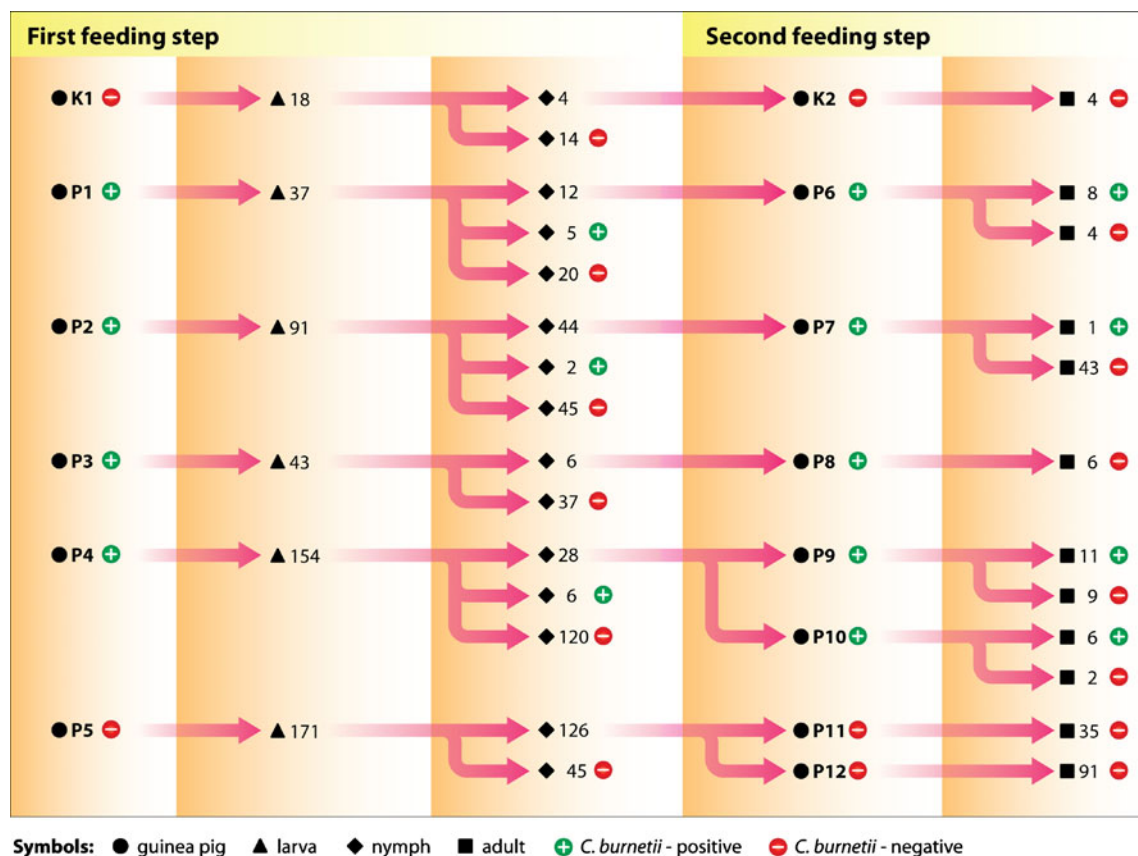 First feeding step Second feeding step
K1 18 4 K2 4
14
P1 37 12 P6 8
5 4
20
P2 91 44 P7 1
2 43
45
P3 43 6 P8 6
37
P4 154 28 P9 11
6 9
120 P10 6
2
P5 171 126 P11 35
45 P12 91
Symbols: guinea pig larva nymph adult C. burnetii - positive C. burnetii - negative